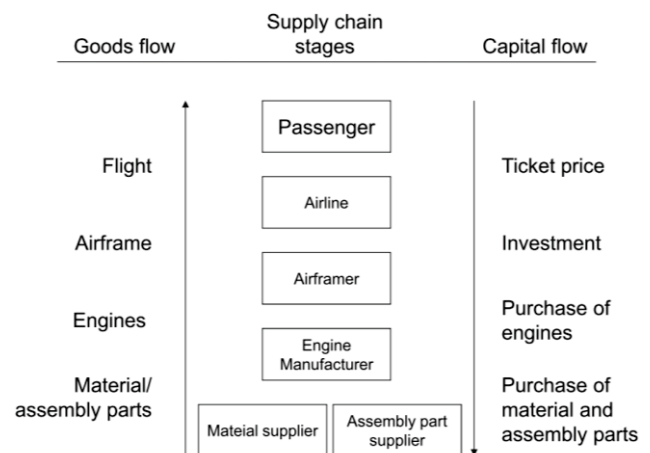 Goods flow
Supply chain
stages
Capital flow
Passenger
Flight
Ticket price
Airline
Airframe
Investment
Airframer
Engines
Purchase of
engines
Engine
Manufacturer
Material/
assembly parts
Purchase of
material and
assembly parts
Mateial supplier
Assembly part
supplier